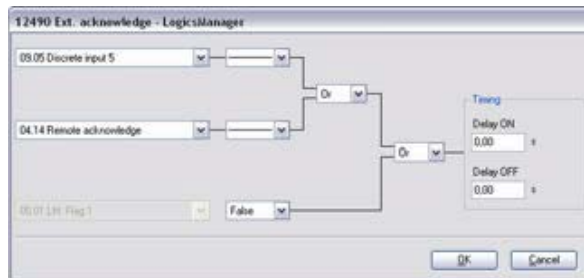 12490 Ext. acknowledge - LogicsManager
09.05 Discrete input 5
Or
Timing
Delay ON
04.14 Remote acknowledge
0,00 s
Or
Delay OFF
0,00 s
00.01 LM: Flag 1
False
OK
Cancel